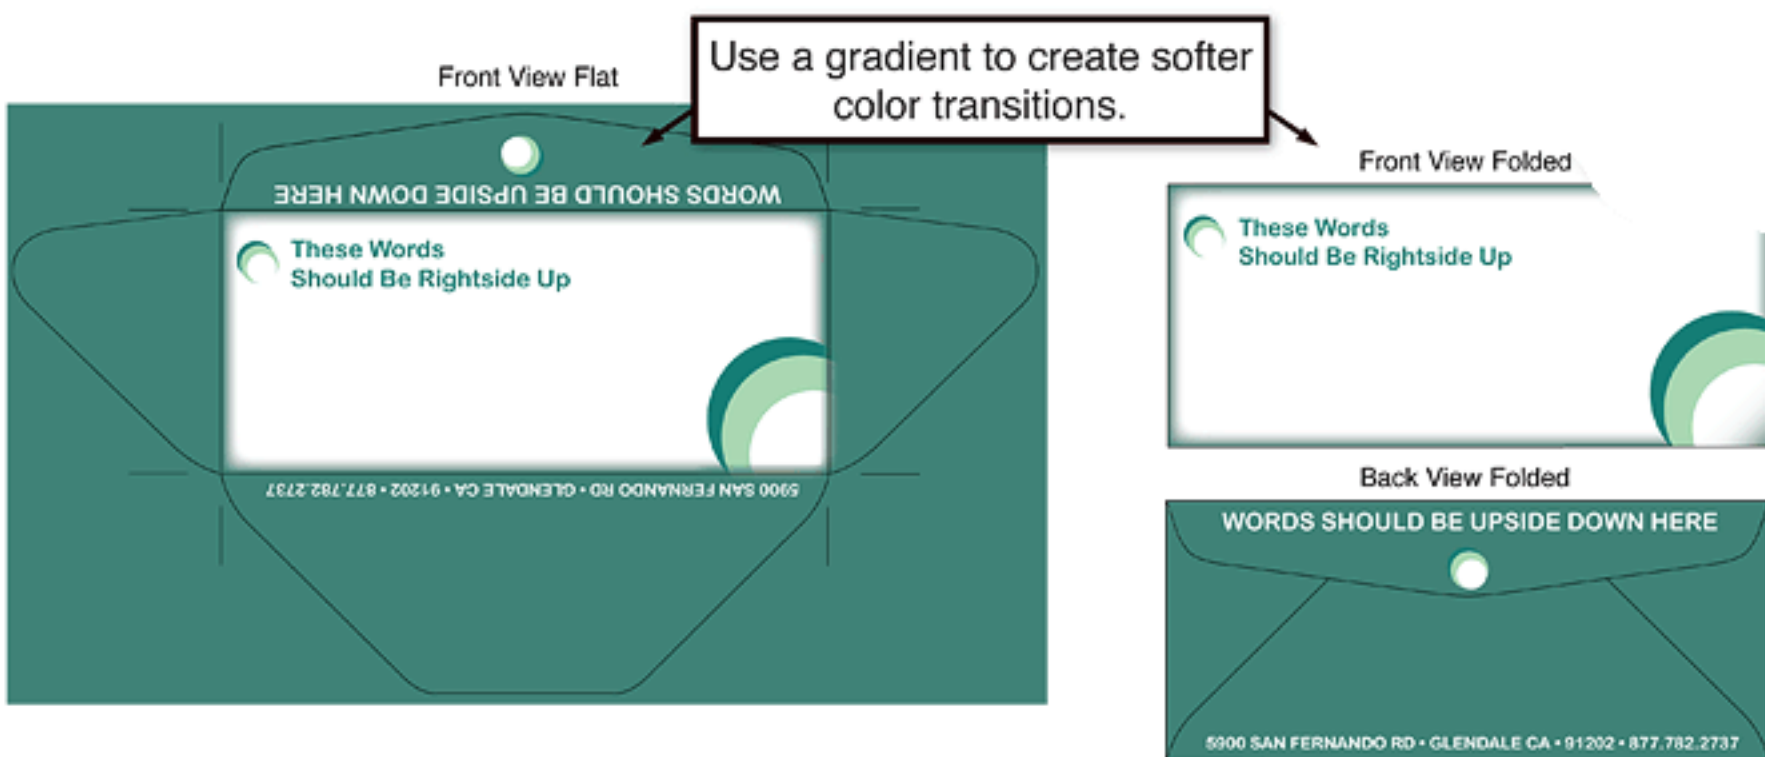 Use a gradient to create softer
color transitions.
Front View Flat
WORDS SHOULD BE UPSIDE DOWN HERE
These Words
Should Be Rightside Up
5900 SAN FERNANDO RD • GLENDALE CA • 91202 • 877.782.2737
Front View Folded
These Words
Should Be Rightside Up
Back View Folded
WORDS SHOULD BE UPSIDE DOWN HERE
5900 SAN FERNANDO RD • GLENDALE CA • 91202 • 877.782.2737